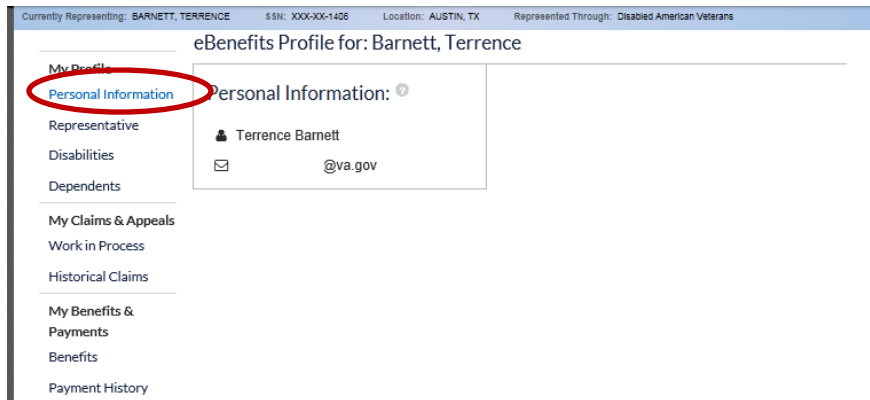 Currently Representing: BARNETT, TERRENCE SSN: XXX-XX-1406 Location: AUSTIN, TX Represented Through: Disabled American Veterans
eBenefits Profile for: Barnett, Terrence
My Profile
Personal Information
Representative
Disabilities
Dependents
My Claims & Appeals
Work in Process
Historical Claims
My Benefits &
Payments
Benefits
Payment History
Personal Information: ?
Terrence Barnett
@va.gov